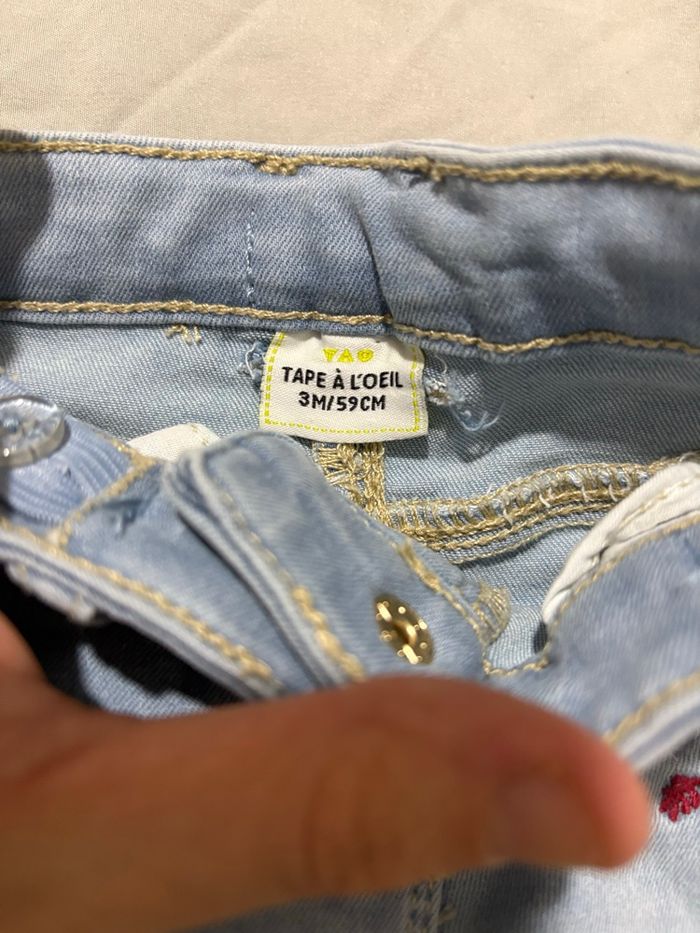 TAO
TAPE À L'OEIL
3M/59CM